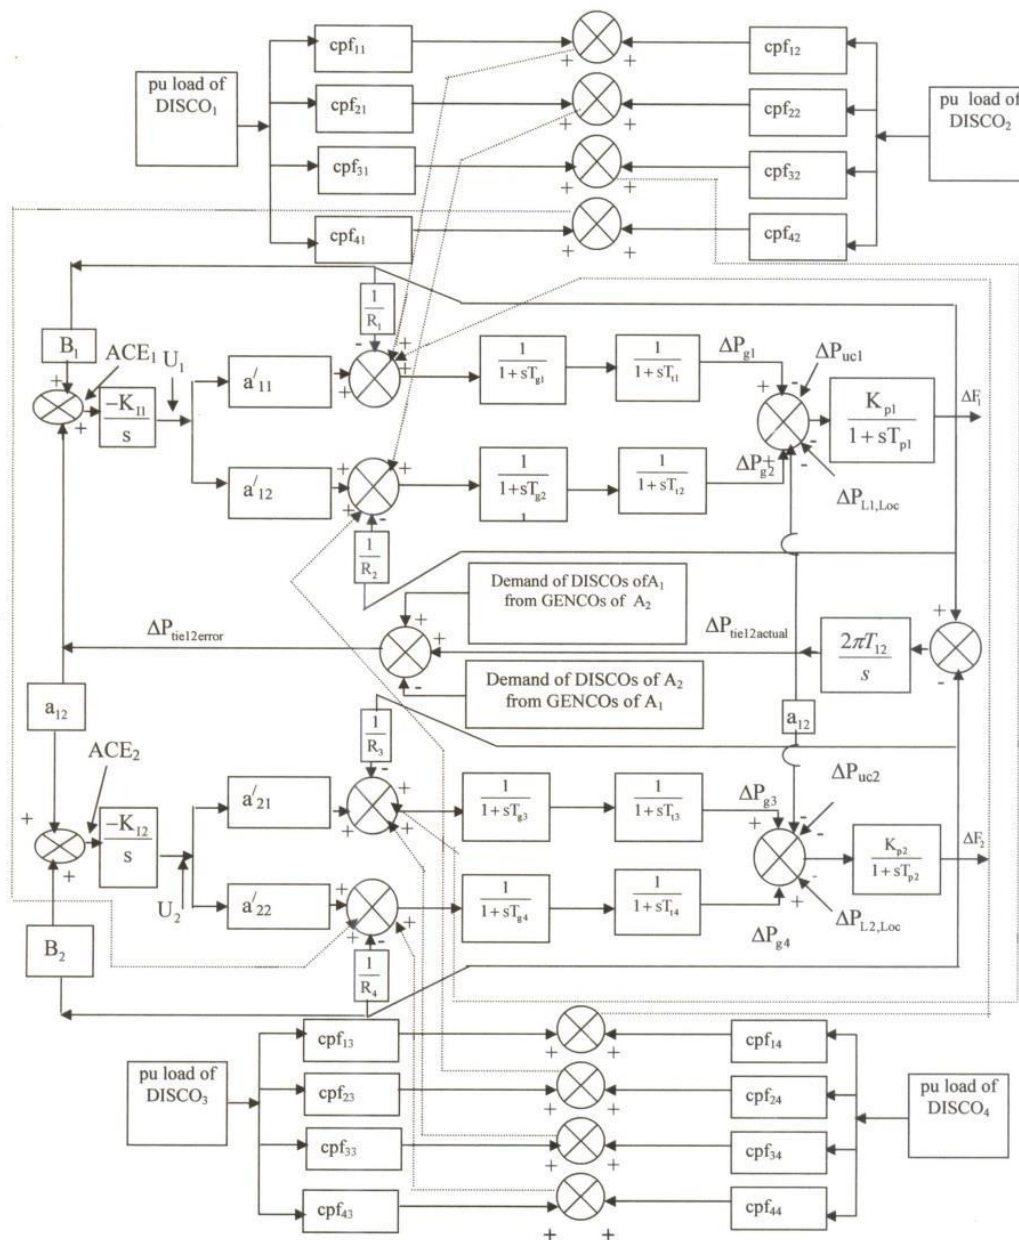 cpf11
cpf12
pu load of
DISCO1
cpf21
cpf22
pu load of
DISCO2
cpf31
cpf32
cpf41
cpf42
1
R1
B1
ACE1
U1
a/11
1
1 + sTg1
1
1 + sTt1
ΔPg1
ΔPuc1
-K11
s
Kp1
1 + sTp1
ΔF1
a/12
1
1+sTg2
1
1+sTt2
ΔPg2
ΔPL1,Loc
1
R2
Demand of DISCOs ofA1
from GENCOs of A2
ΔPtie12error
ΔPtie12actual
2πT12
s
Demand of DISCOs of A2
from GENCOs of A1
a12
a12
1
R3
ACE2
ΔPuc2
a/21
1
1+sTg3
1
1+sTt3
ΔPg3
-K12
s
Kp2
1+sTp2
ΔF2
U2
a/22
1
1+sTg4
1
1+sTt4
ΔPL2,Loc
ΔPg4
B2
1
R4
cpf13
cpf14
pu load of
DISCO3
cpf23
cpf24
pu load of
DISCO4
cpf33
cpf34
cpf43
cpf44